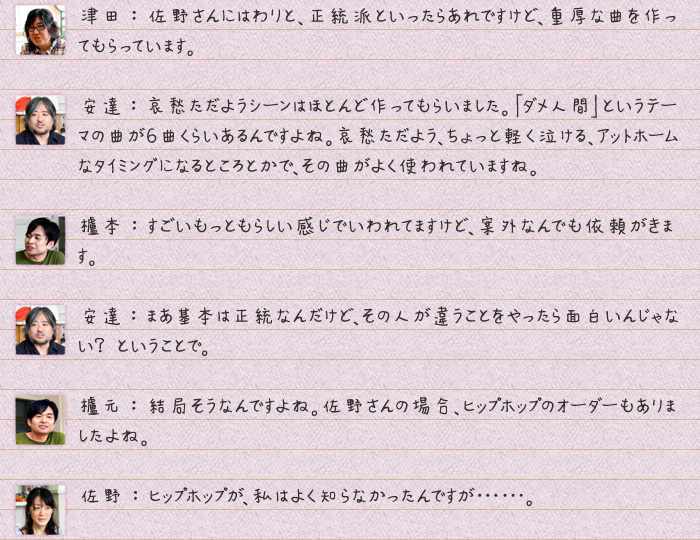 津田：佐野さんにはわりと、正統派といったらあれですけど、重厚な曲を作っ
てもらっています。
安達：哀愁ただようシーンはほとんど作ってもらいました。「ダメ人間」というテー
マの曲が6曲くらいあるんですよね。哀愁ただよう、ちょっと軽く泣ける、アットホーム
なタイミングになるところとかで、その曲がよく使われていますね。
櫨本：すごいもっともらしい感じでいわれてますけど、案外なんでも依頼がきま
す。
安達：まあ基本は正統なんだけど、その人が違うことをやったら面白いんじゃな
い？ ということで。
櫨元：結局そうなんですよね。佐野さんの場合、ヒップホップのオーダーもありま
したよね。
佐野：ヒップホップが、私はよく知らなかったんですが‥‥‥。